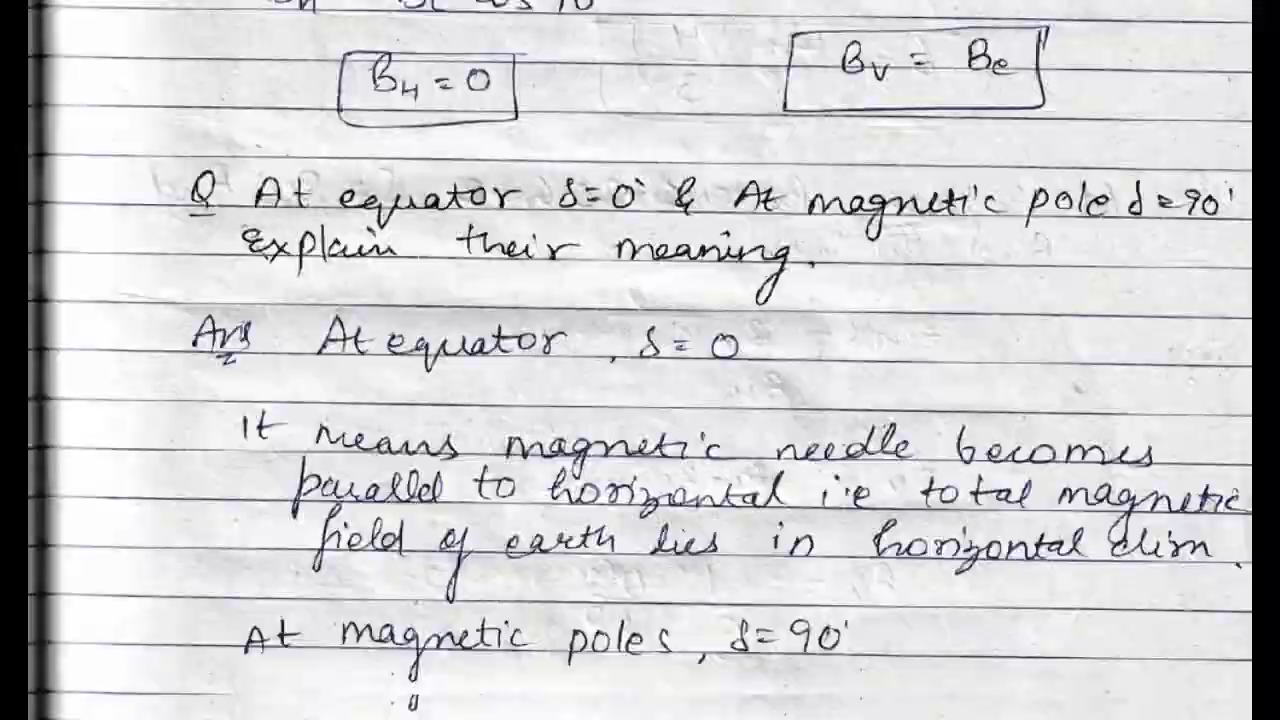 B_H = 0
B_V = B_e
Q At equator δ=0° & At magnetic pole δ=90°
Explain their meaning.
Ans At equator, δ = 0
It means magnetic needle becomes
parallel to horizontal i.e total magnetic
field of earth lies in horizontal dirn.
At magnetic poles, δ=90°